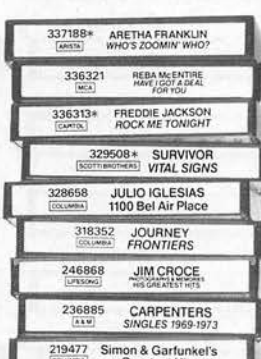 337188* ARETHA FRANKLIN
ARISTA WHO'S ZOOMIN' WHO?
336321 REBA McENTIRE
MCA HAVE I GOT A DEAL
FOR YOU
336313* FREDDIE JACKSON
CAPITOL ROCK ME TONIGHT
329508* SURVIVOR
SCOTTI BROTHERS VITAL SIGNS
328658 JULIO IGLESIAS
COLUMBIA 1100 Bel Air Place
318352 JOURNEY
COLUMBIA FRONTIERS
246868 JIM CROCE
LIFESONG PHOTOGRAPHS & MEMORIES
HIS GREATEST HITS
236885 CARPENTERS
A&M SINGLES 1969-1973
219477 Simon & Garfunkel's